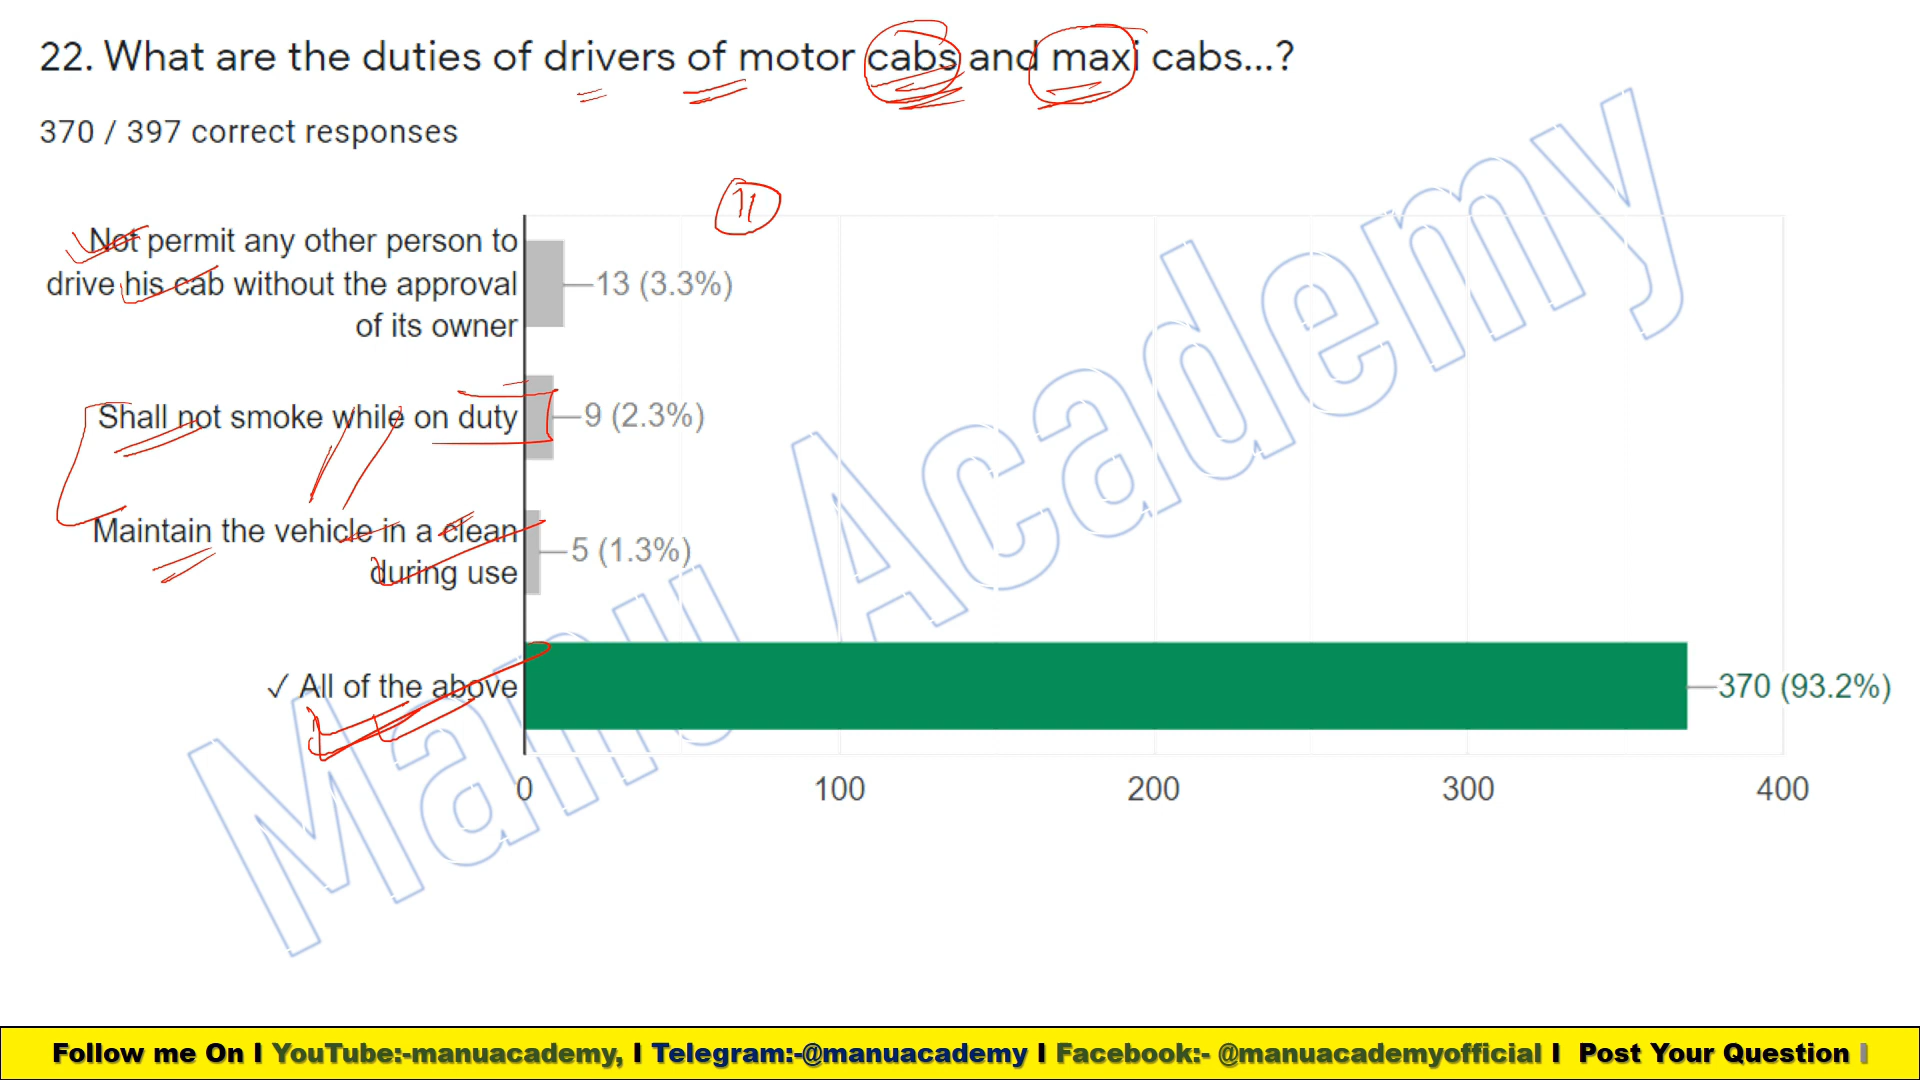 22. What are the duties of drivers of motor cabs and maxi cabs...?
370 / 397 correct responses
11
Not permit any other person to
drive his cab without the approval
of its owner
13 (3.3%)
Shall not smoke while on duty
9 (2.3%)
Maintain the vehicle in a clean
during use
5 (1.3%)
✓ All of the above
370 (93.2%)
0 100 200 300 400
Manu Academy
Follow me On I YouTube:-manuacademy, I Telegram:-@manuacademy I Facebook:- @manuacademyofficial I Post Your Question I